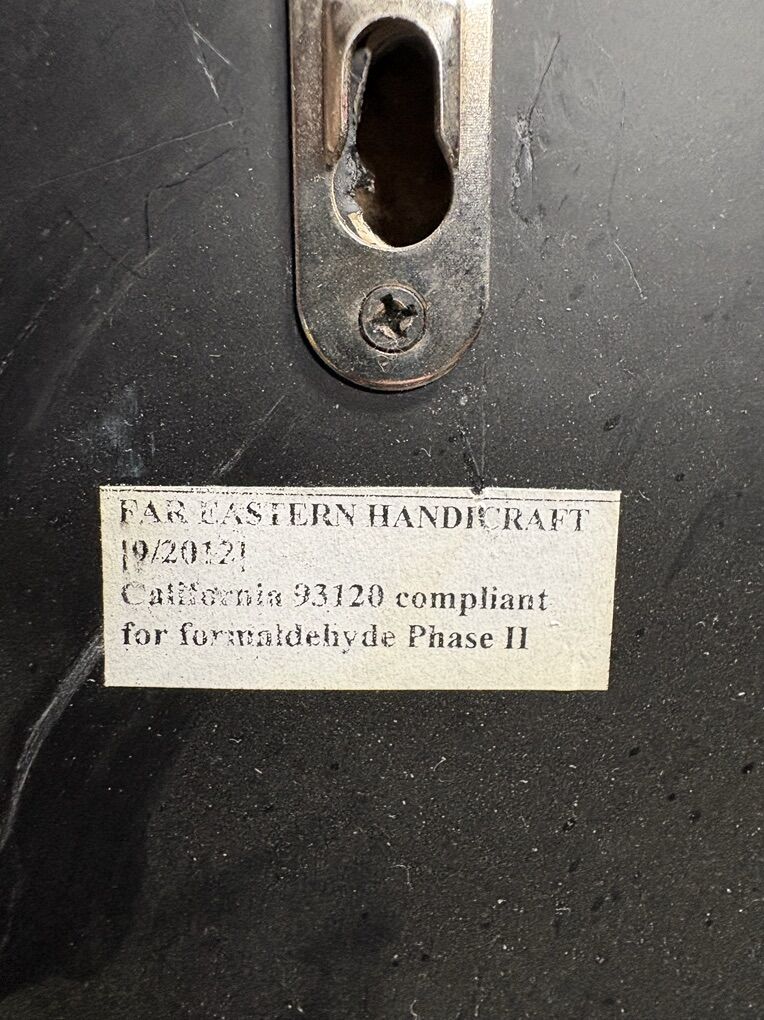 FAR EASTERN HANDICRAFT
[9/2012]
California 93120 compliant
for formaldehyde Phase II